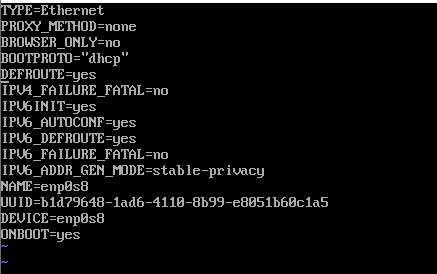 TYPE=Ethernet
PROXY_METHOD=none
BROWSER_ONLY=no
BOOTPROTO="dhcp"
DEFROUTE=yes
IPV4_FAILURE_FATAL=no
IPV6INIT=yes
IPV6_AUTOCONF=yes
IPV6_DEFROUTE=yes
IPV6_FAILURE_FATAL=no
IPV6_ADDR_GEN_MODE=stable-privacy
NAME=enp0s8
UUID=b1d79648-1ad6-4110-8b99-e8051b60c1a5
DEVICE=enp0s8
ONBOOT=yes
~
~